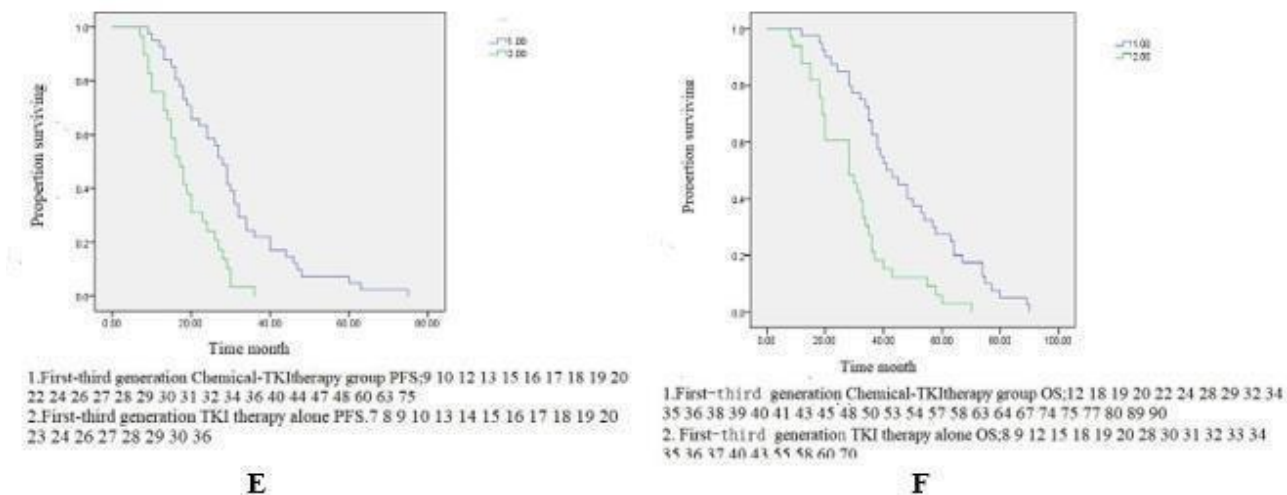 1.0
0.8
0.6
0.4
0.2
0.0
0.00 20.00 40.00 60.00 80.00
Propertion surviving
Time month
1.00
2.00
1.First-third generation Chemical-TKItherapy group PFS;9 10 12 13 15 16 17 18 19 20
22 24 26 27 28 29 30 31 32 34 36 40 44 47 48 60 63 75
2.First-third generation TKI therapy alone PFS.7 8 9 10 13 14 15 16 17 18 19 20
23 24 26 27 28 29 30 36
E
1.0
0.8
0.6
0.4
0.2
0.0
0.00 20.00 40.00 60.00 80.00 100.00
Propertion surviving
Time month
1.00
2.00
1.First-third generation Chemical-TKItherapy group OS;12 18 19 20 22 24 28 29 32 34
35 36 38 39 40 41 43 45 48 50 53 54 57 58 63 64 67 74 75 77 80 89 90
2. First-third generation TKI therapy alone OS;8 9 12 15 18 19 20 28 30 31 32 33 34
35 36 37 40 43 55 58 60 70
F